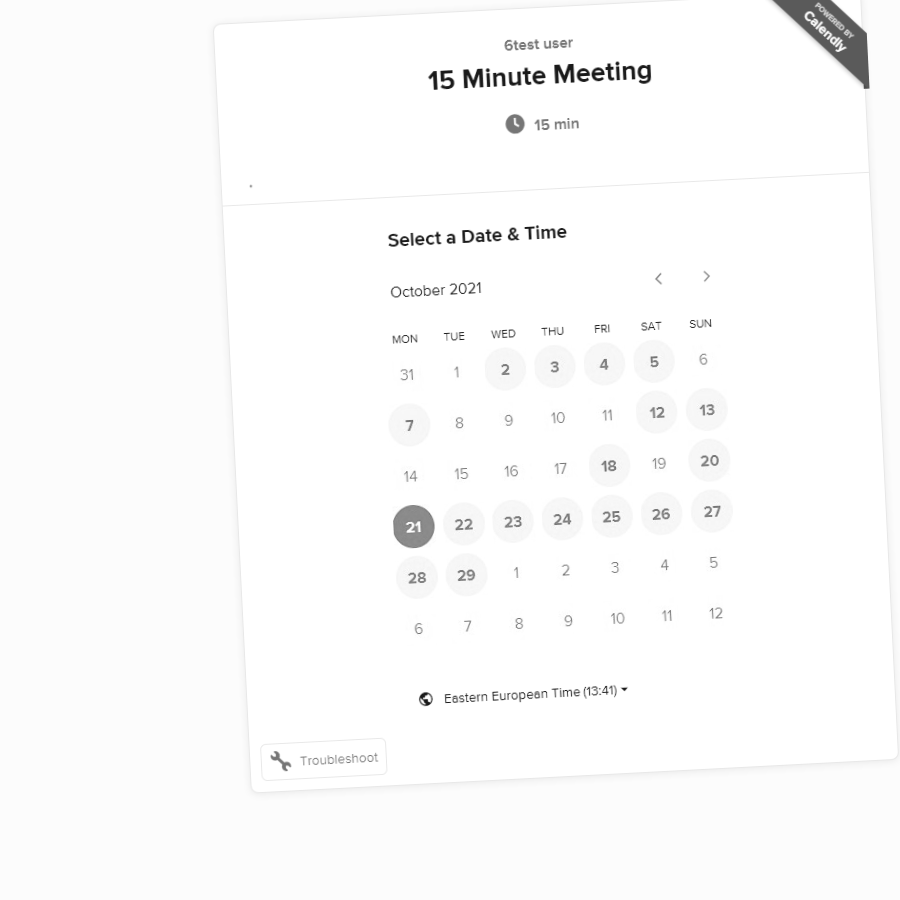 POWERED BY
Calendly
6test user
15 Minute Meeting
15 min
Select a Date & Time
October 2021
MON TUE WED THU FRI SAT SUN
31 1 2 3 4 5 6
7 8 9 10 11 12 13
14 15 16 17 18 19 20
21 22 23 24 25 26 27
28 29 1 2 3 4 5
6 7 8 9 10 11 12
Eastern European Time (13:41)
Troubleshoot